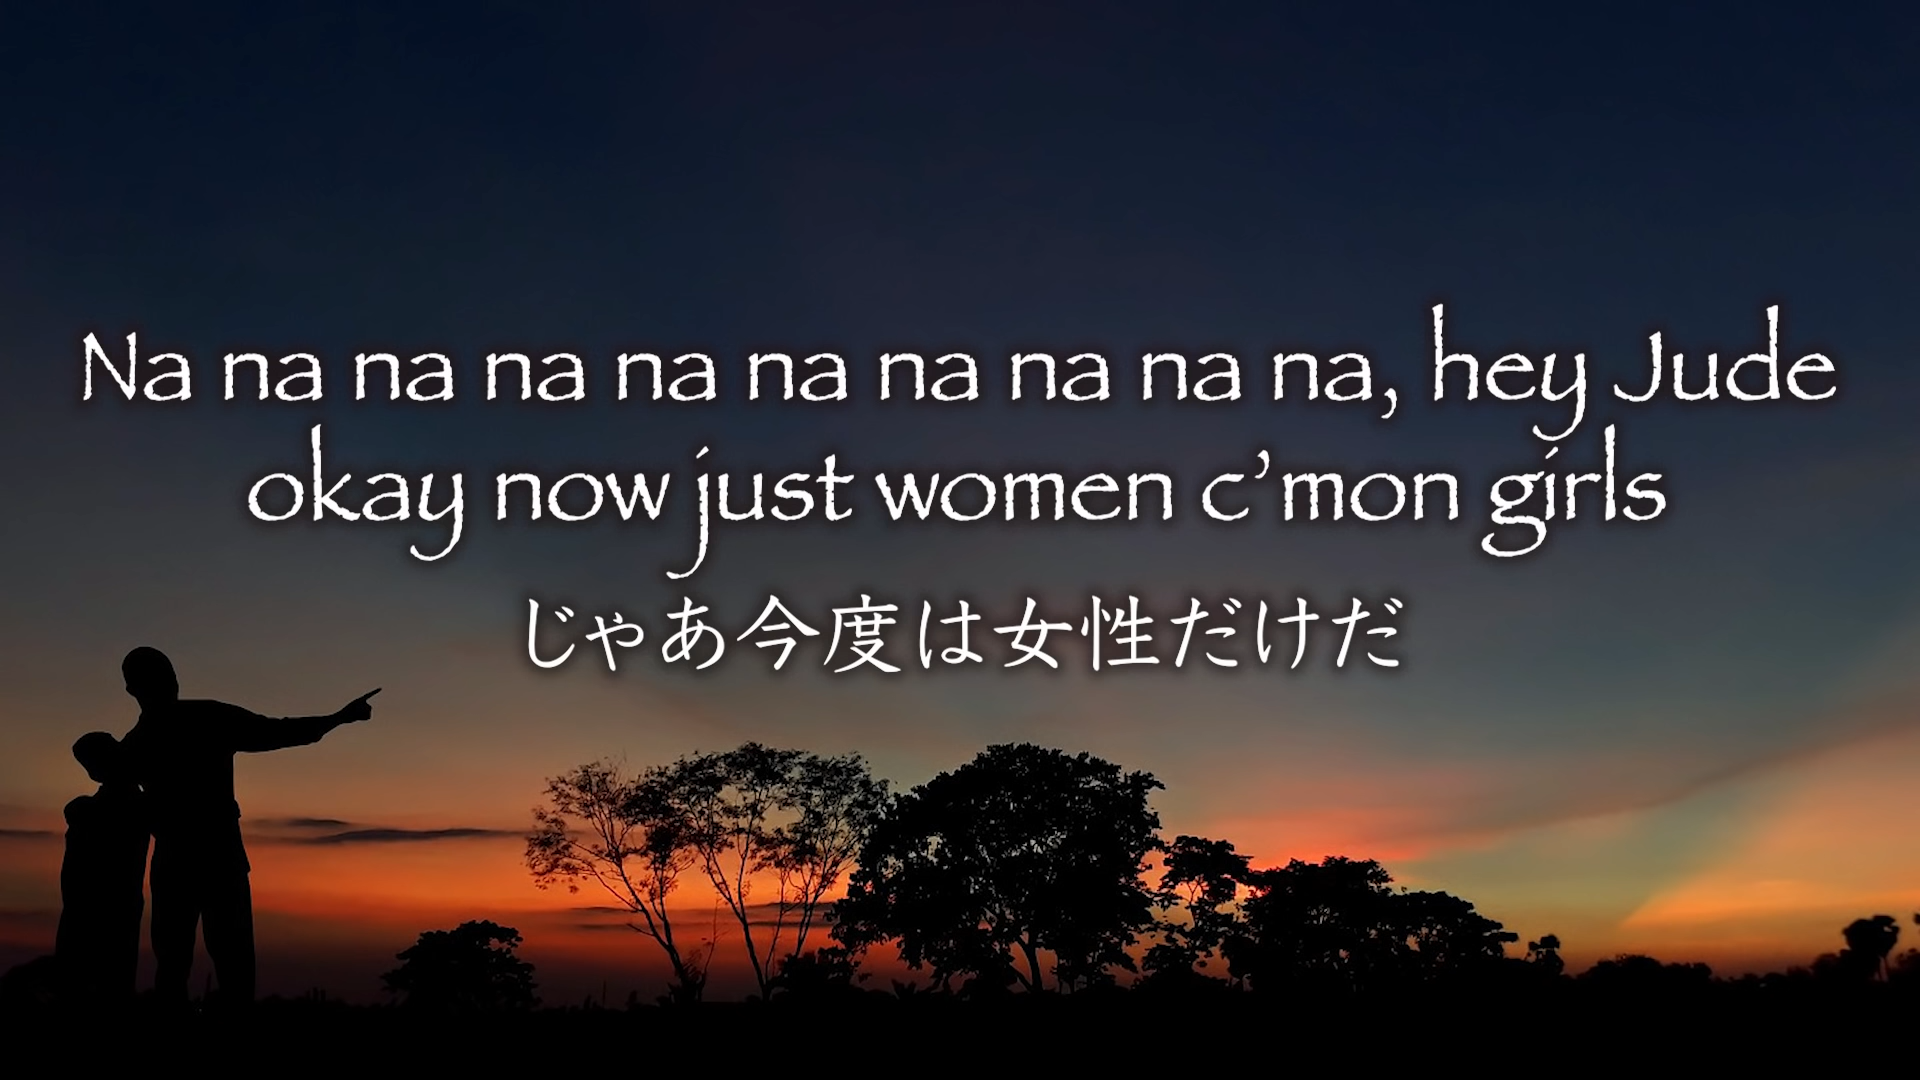 Na na na na na na na na na na, hey Jude
okay now just women c’mon girls
じゃあ今度は女性だけだ